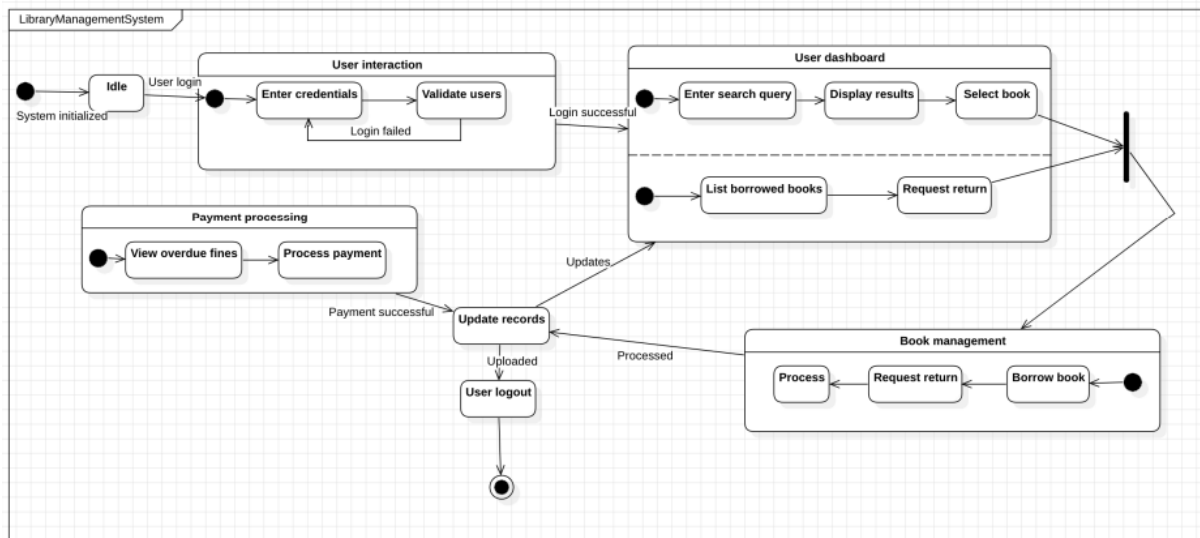 LibraryManagementSystem
System initialized
Idle
User login
User interaction
Enter credentials
Validate users
Login failed
Login successful
User dashboard
Enter search query
Display results
Select book
List borrowed books
Request return
Payment processing
View overdue fines
Process payment
Payment successful
Updates
Update records
Uploaded
User logout
Processed
Book management
Process
Request return
Borrow book